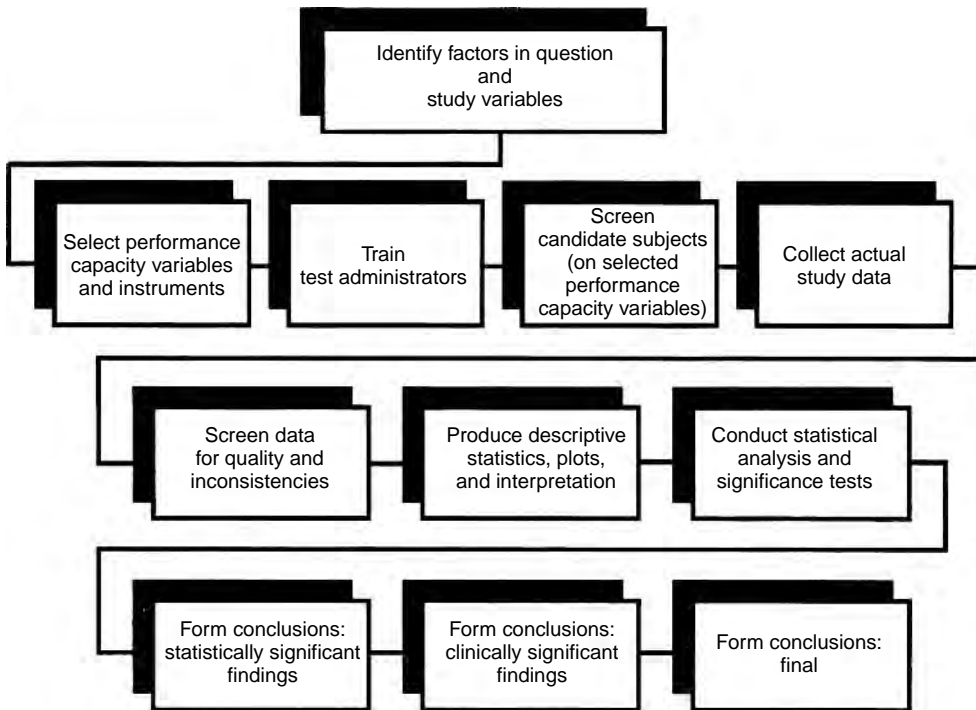 Identify factors in question
and
study variables
Select performance
capacity variables
and instruments
Train
test administrators
Screen
candidate subjects
(on selected
performance
capacity variables)
Collect actual
study data
Screen data
for quality and
inconsistencies
Produce descriptive
statistics, plots,
and interpretation
Conduct statistical
analysis and
significance tests
Form conclusions:
statistically significant
findings
Form conclusions:
clinically significant
findings
Form conclusions:
final